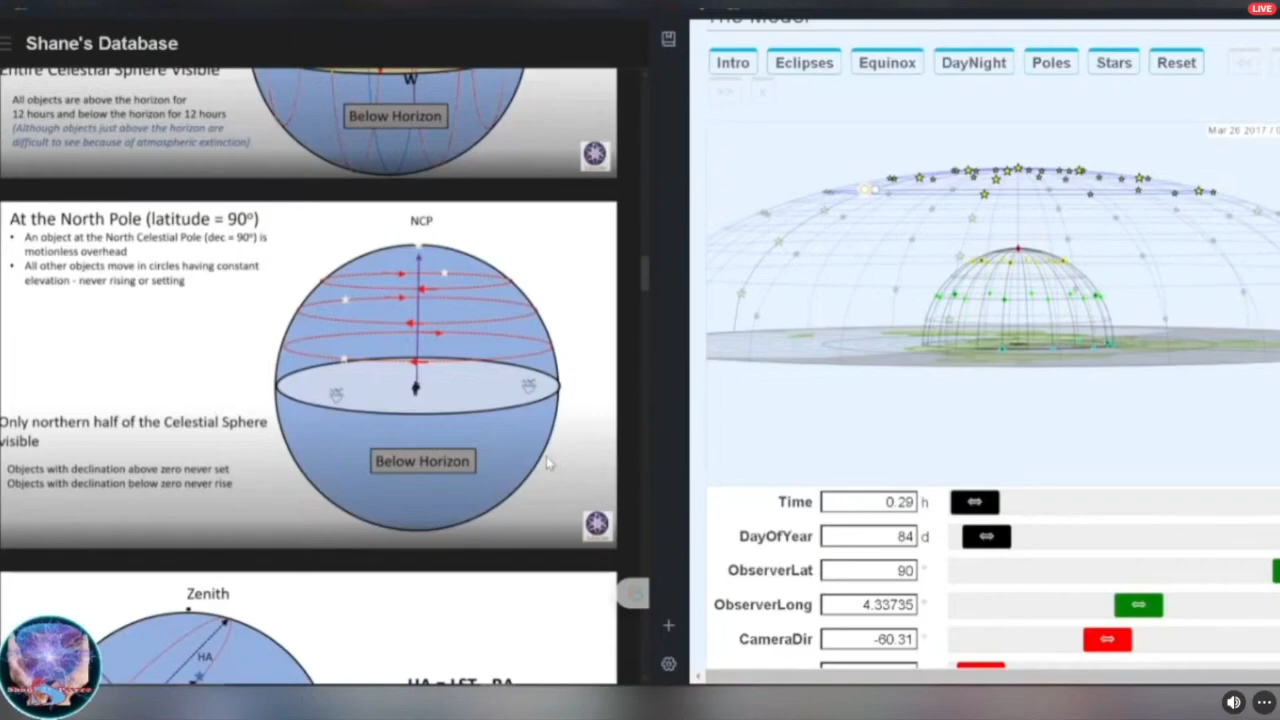 LIVE
Shane's Database
Entire Celestial Sphere Visible
All objects are above the horizon for
12 hours and below the horizon for 12 hours
(Although objects just above the horizon are
difficult to see because of atmospheric extinction)
W
Below Horizon
At the North Pole (latitude = 90º)
• An object at the North Celestial Pole (dec = 90º) is
motionless overhead
• All other objects move in circles having constant
elevation - never rising or setting
NCP
Only northern half of the Celestial Sphere
visible
Objects with declination above zero never set
Objects with declination below zero never rise
Below Horizon
Zenith
HA
HA = LST - RA
The Model
Intro
Eclipses
Equinox
DayNight
Poles
Stars
Reset
<<
>>
x
Mar 26 2017 / 0
Time 0.29 h
DayOfYear 84 d
ObserverLat 90 °
ObserverLong 4.33735 °
CameraDir -60.31 °